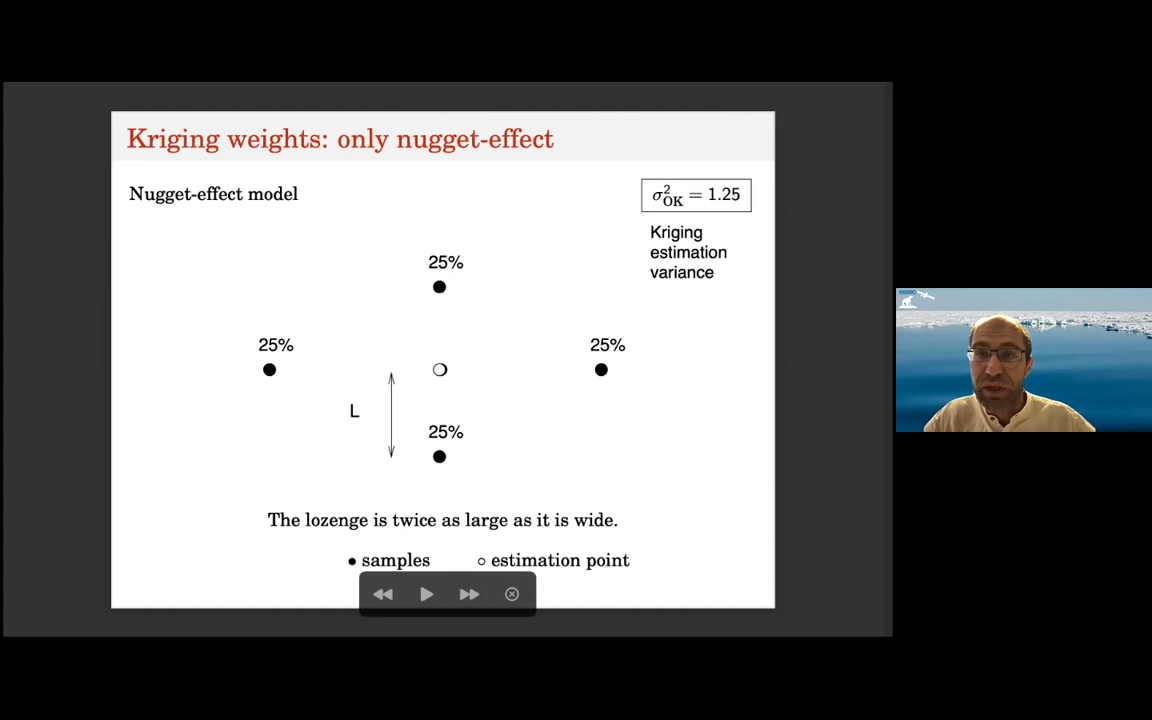 Kriging weights: only nugget-effect
Nugget-effect model
σ²OK = 1.25
Kriging
estimation
variance
25%
25%
25%
L
25%
The lozenge is twice as large as it is wide.
• samples ○ estimation point